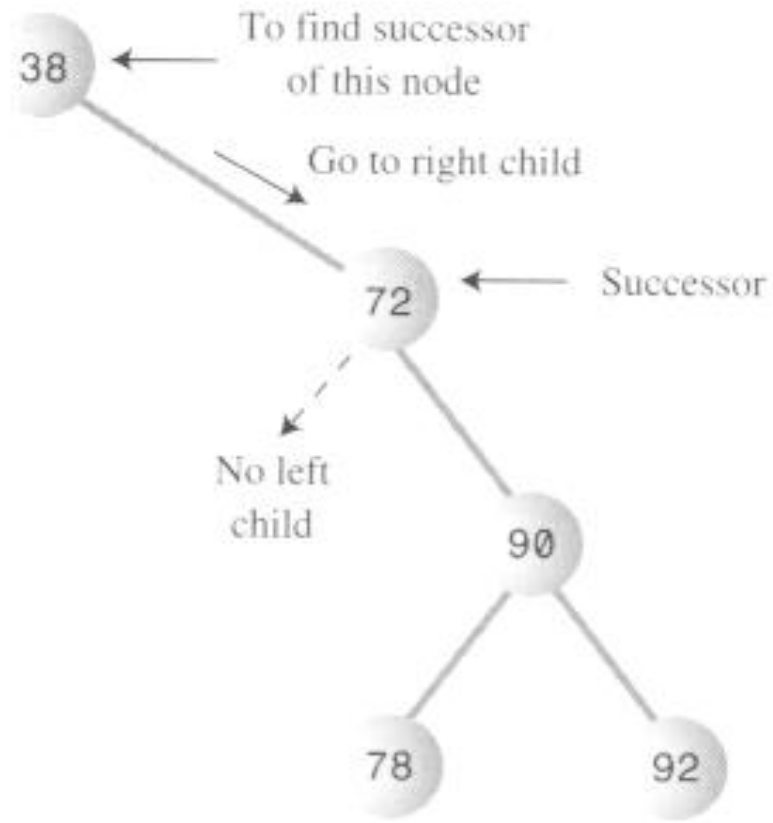 To find successor
of this node
38
Go to right child
72
Successor
No left
child
90
78
92